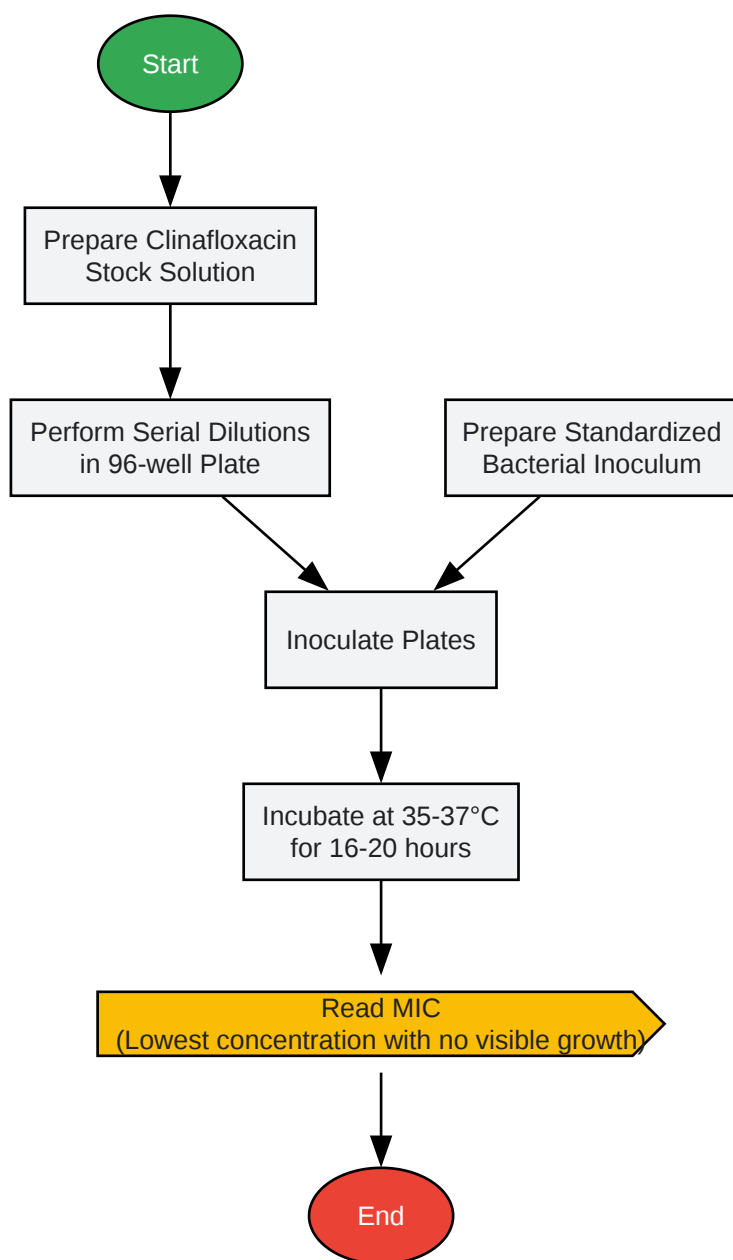 Start
Prepare Clinafloxacin
Stock Solution
Perform Serial Dilutions
in 96-well Plate
Prepare Standardized
Bacterial Inoculum
Inoculate Plates
Incubate at 35-37°C
for 16-20 hours
Read MIC
(Lowest concentration with no visible growth)
End